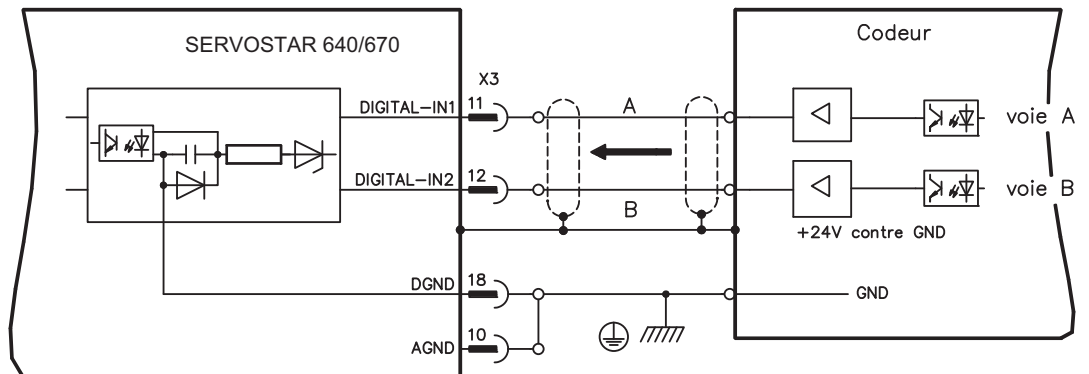 SERVOSTAR 640/670
Codeur
X3
DIGITAL-IN1
11
A
voie A
DIGITAL-IN2
12
B
voie B
+24V contre GND
DGND
18
GND
AGND
10